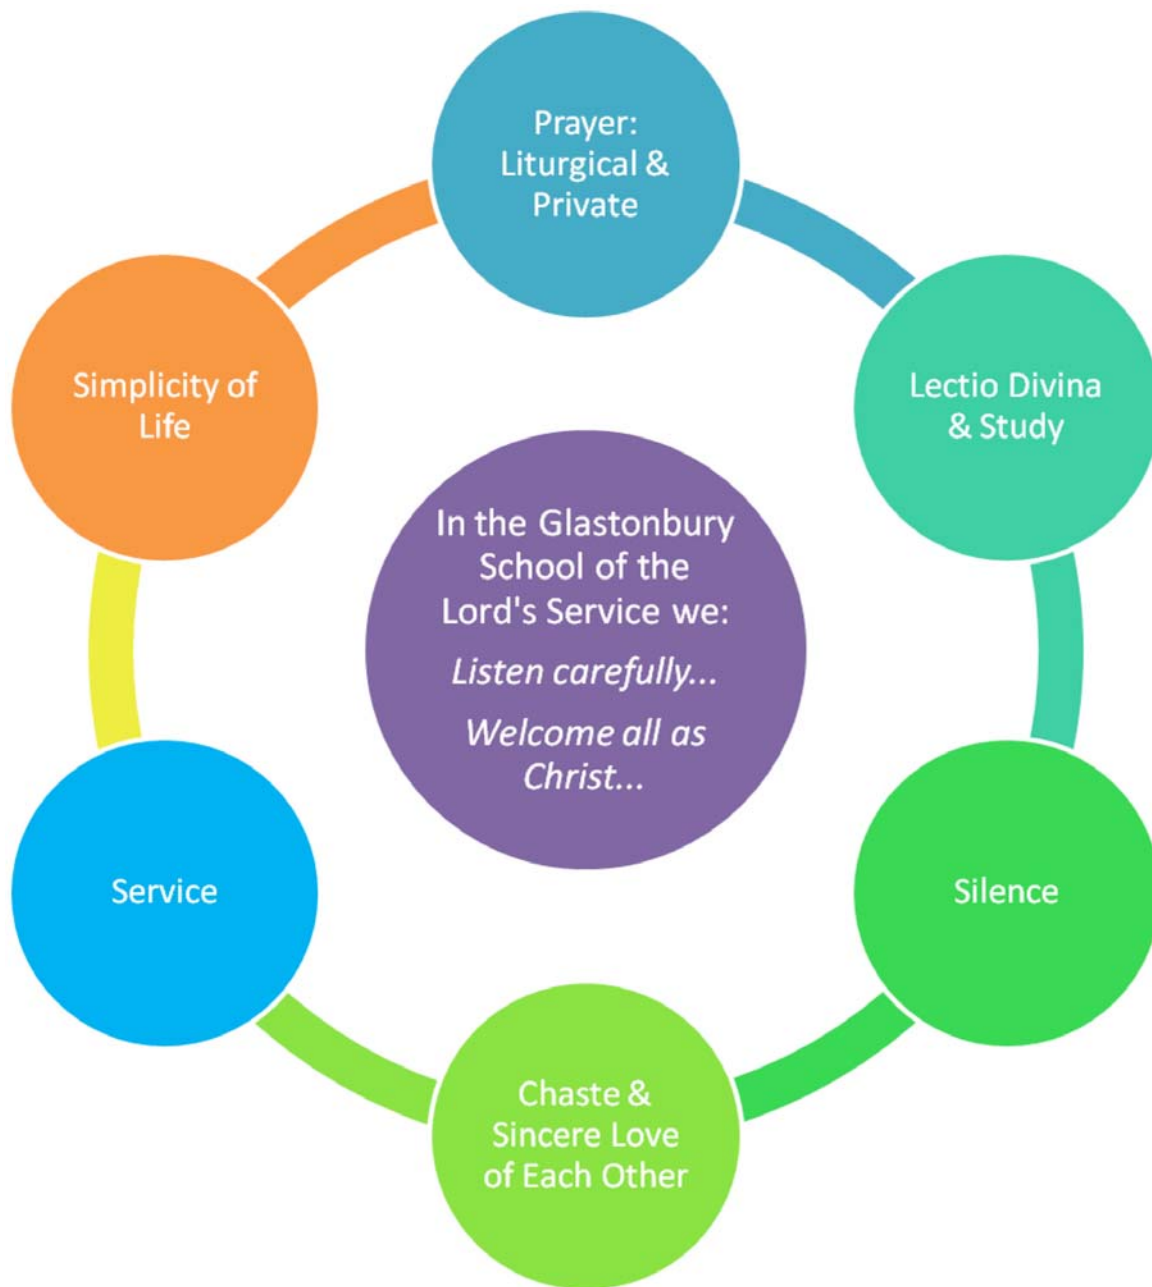 Prayer:
Liturgical &
Private
Lectio Divina
& Study
Silence
Chaste &
Sincere Love
of Each Other
Service
Simplicity of
Life
In the Glastonbury
School of the
Lord's Service we:
Listen carefully...
Welcome all as
Christ...